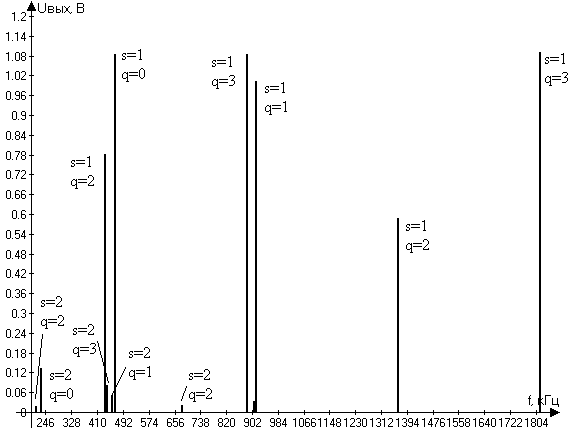 Uвых, В
1.2
1.14
1.08
1.02
0.96
0.9
0.84
0.78
0.72
0.66
0.6
0.54
0.48
0.42
0.36
0.3
0.24
0.18
0.12
0.06
0
s=1
q=0
s=1
q=3
s=1
q=1
s=1
q=3
s=1
q=2
s=1
q=2
s=2
q=2
s=2
q=3
s=2
q=1
s=2
q=0
s=2
q=2
f, кГц
246 328 410 492 574 656 738 820 902 984 1066 1148 1230 1312 1394 1476 1558 1640 1722 1804